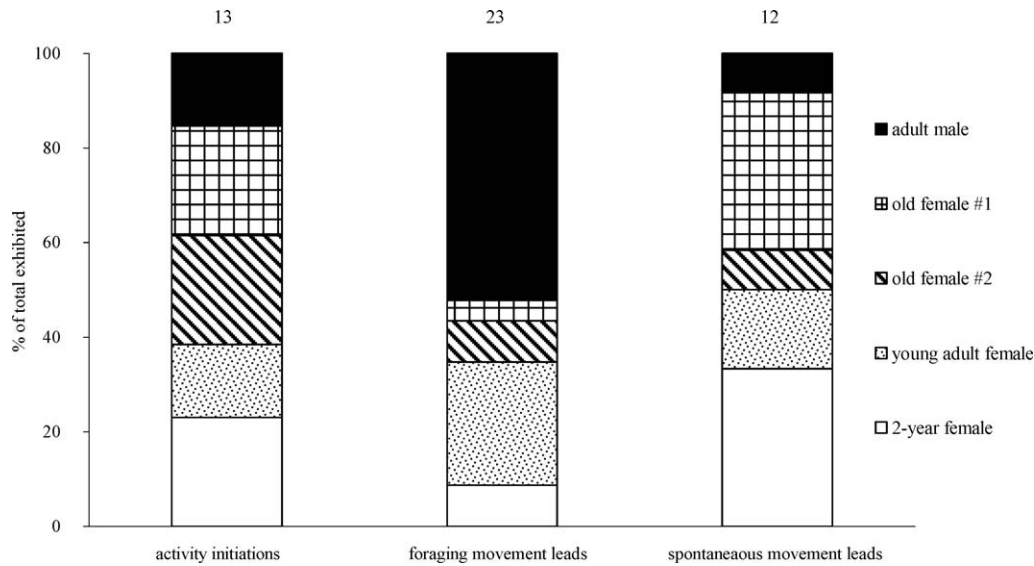 13 23 12
100
80
60
40
20
0
% of total exhibited
activity initiations foraging movement leads spontaneaous movement leads
adult male
old female #1
old female #2
young adult female
2-year female